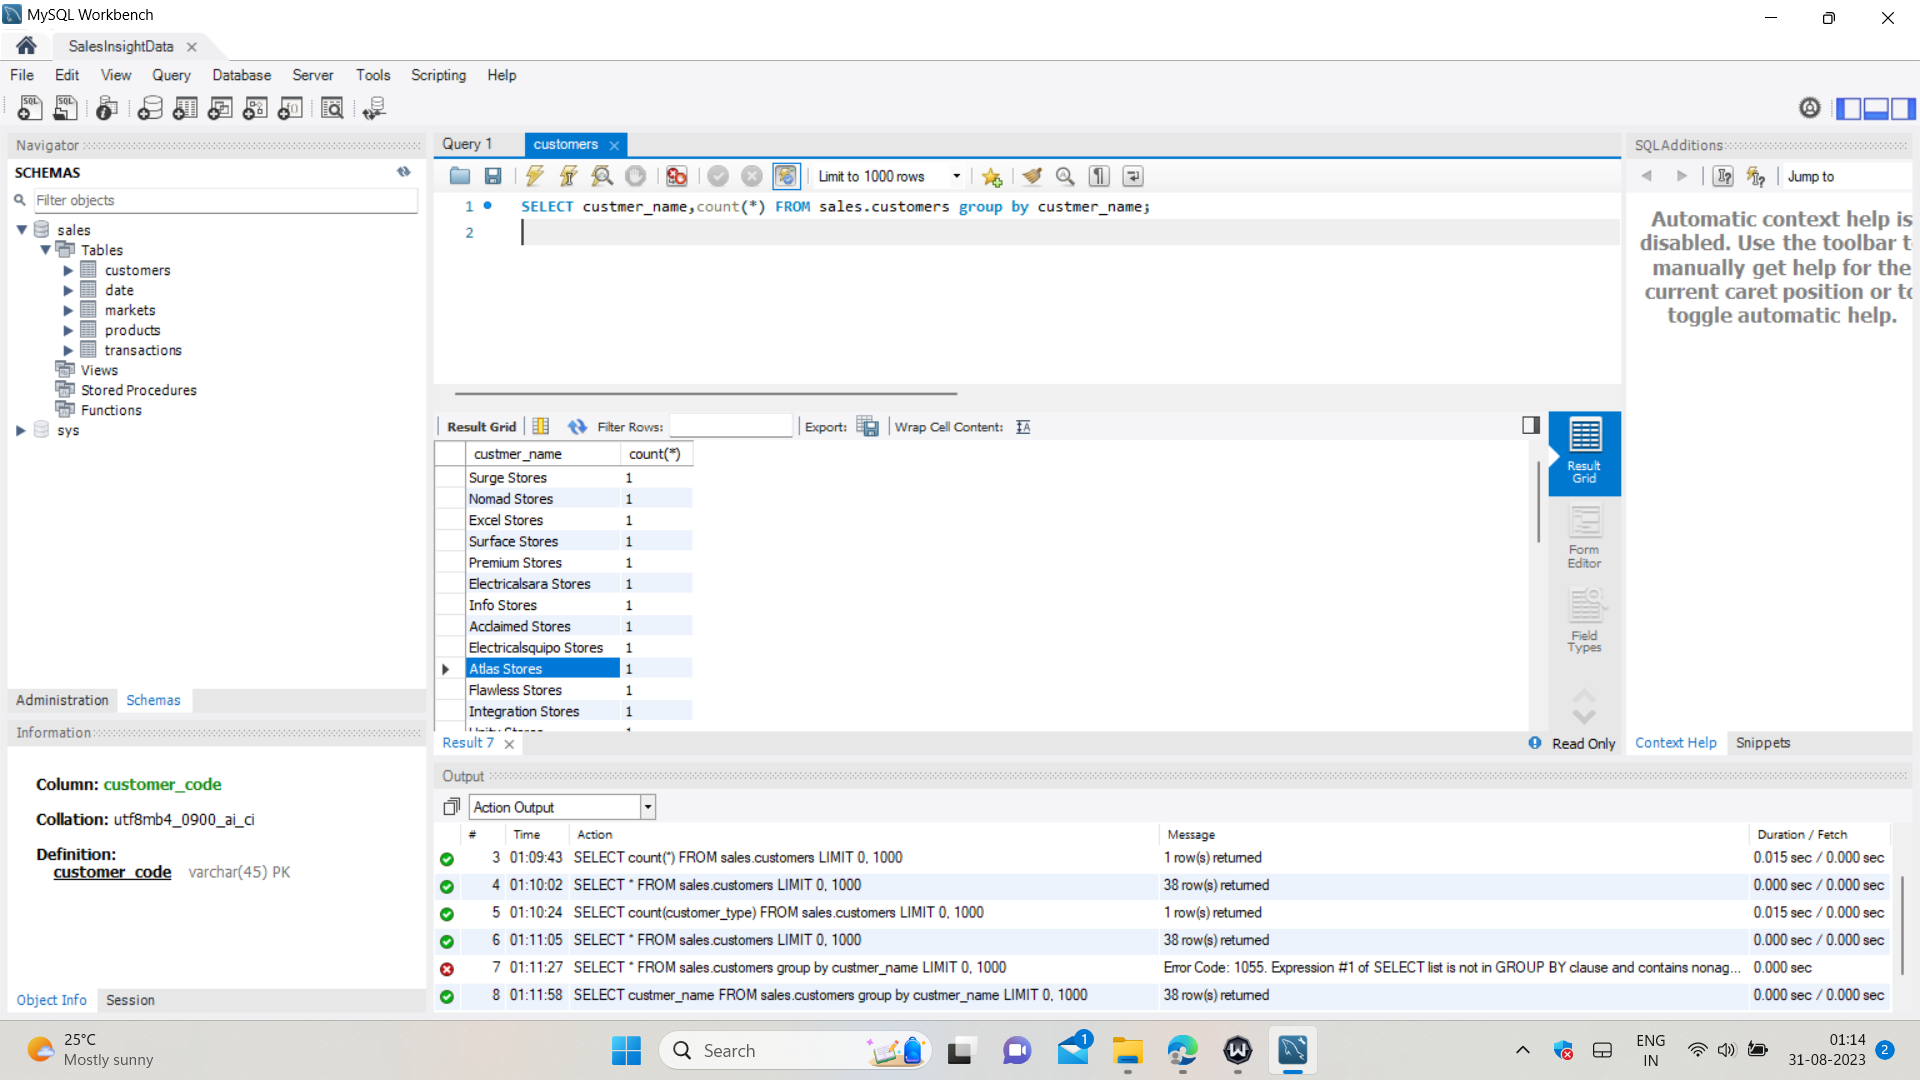 MySQL Workbench
SalesInsightData
File Edit View Query Database Server Tools Scripting Help
Navigator
SCHEMAS
Filter objects
sales
Tables
customers
date
markets
products
transactions
Views
Stored Procedures
Functions
sys
Administration Schemas
Information
Column: customer_code
Collation: utf8mb4_0900_ai_ci
Definition:
customer_code varchar(45) PK
Object Info Session
Query 1 customers
Limit to 1000 rows
1 SELECT custmer_name,count(*) FROM sales.customers group by custmer_name;
2
Result Grid Filter Rows: Export: Wrap Cell Content:
custmer_name count(*)
Surge Stores 1
Nomad Stores 1
Excel Stores 1
Surface Stores 1
Premium Stores 1
Electricalsara Stores 1
Info Stores 1
Acclaimed Stores 1
Electricalsquipo Stores 1
Atlas Stores 1
Flawless Stores 1
Integration Stores 1
Result Grid
Form Editor
Field Types
Result 7
Read Only
SQLAdditions
Jump to
Automatic context help is
disabled. Use the toolbar t
manually get help for the
current caret position or to
toggle automatic help.
Context Help Snippets
Output
Action Output
# Time Action Message Duration / Fetch
3 01:09:43 SELECT count(*) FROM sales.customers LIMIT 0, 1000 1 row(s) returned 0.015 sec / 0.000 sec
4 01:10:02 SELECT * FROM sales.customers LIMIT 0, 1000 38 row(s) returned 0.000 sec / 0.000 sec
5 01:10:24 SELECT count(customer_type) FROM sales.customers LIMIT 0, 1000 1 row(s) returned 0.015 sec / 0.000 sec
6 01:11:05 SELECT * FROM sales.customers LIMIT 0, 1000 38 row(s) returned 0.000 sec / 0.000 sec
7 01:11:27 SELECT * FROM sales.customers group by custmer_name LIMIT 0, 1000 Error Code: 1055. Expression #1 of SELECT list is not in GROUP BY clause and contains nonag... 0.000 sec
8 01:11:58 SELECT custmer_name FROM sales.customers group by custmer_name LIMIT 0, 1000 38 row(s) returned 0.000 sec / 0.000 sec
25°C
Mostly sunny
Search
1
ENG
IN
01:14
31-08-2023
2